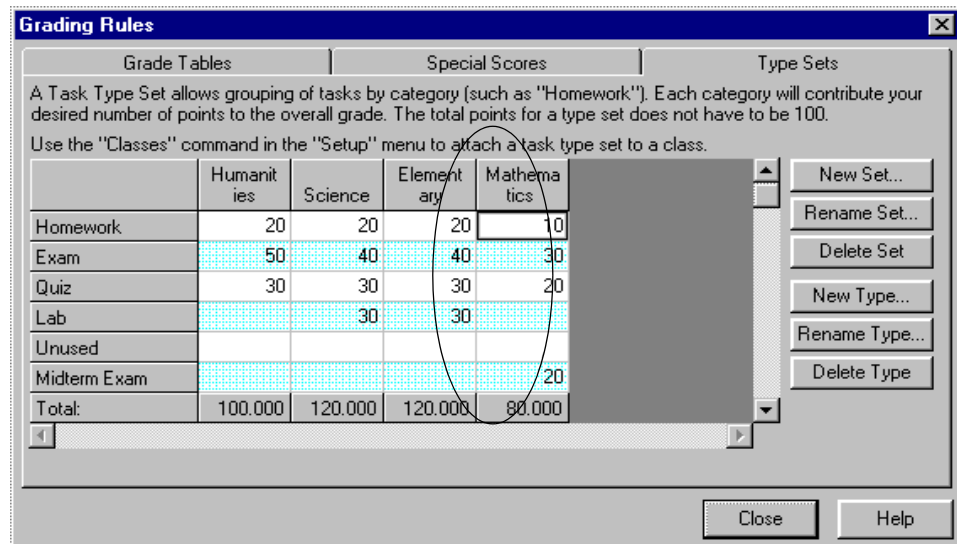 Grading Rules
Grade Tables Special Scores Type Sets
A Task Type Set allows grouping of tasks by category (such as "Homework"). Each category will contribute your
desired number of points to the overall grade. The total points for a type set does not have to be 100.
Use the "Classes" command in the "Setup" menu to attach a task type set to a class.
Humanit Element Mathema
ies Science ary tics
Homework 20 20 20 10
Exam 50 40 40 30
Quiz 30 30 30 20
Lab 30 30
Unused
Midterm Exam 20
Total: 100.000 120.000 120.000 80.000
New Set...
Rename Set...
Delete Set
New Type...
Rename Type...
Delete Type
Close Help